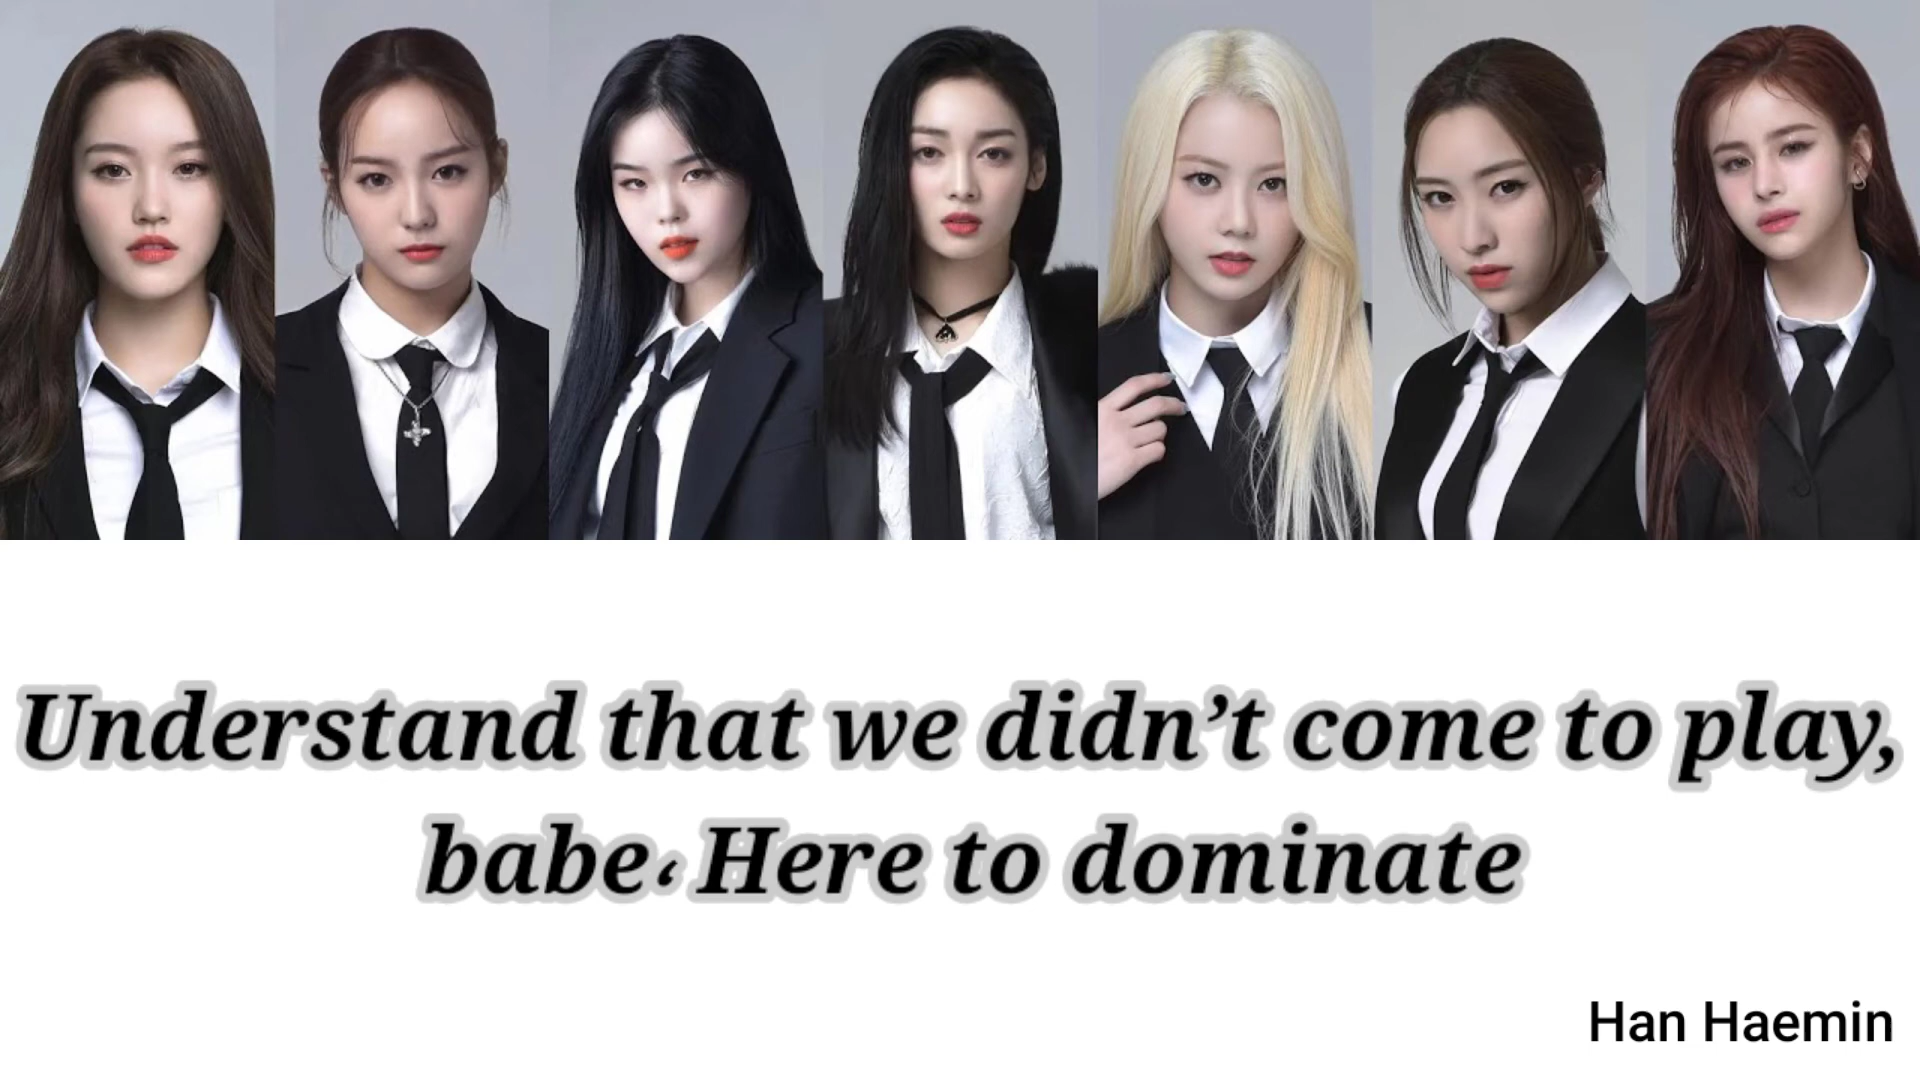 Understand that we didn’t come to play,
babe، Here to dominate
Han Haemin